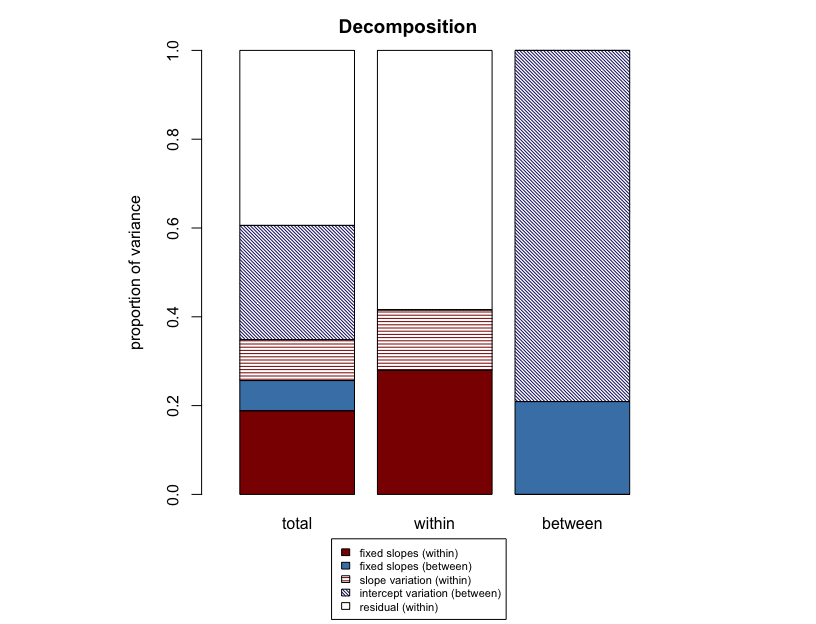 Decomposition
proportion of variance
1.0
0.8
0.6
0.4
0.2
0.0
total
within
between
fixed slopes (within)
fixed slopes (between)
slope variation (within)
intercept variation (between)
residual (within)